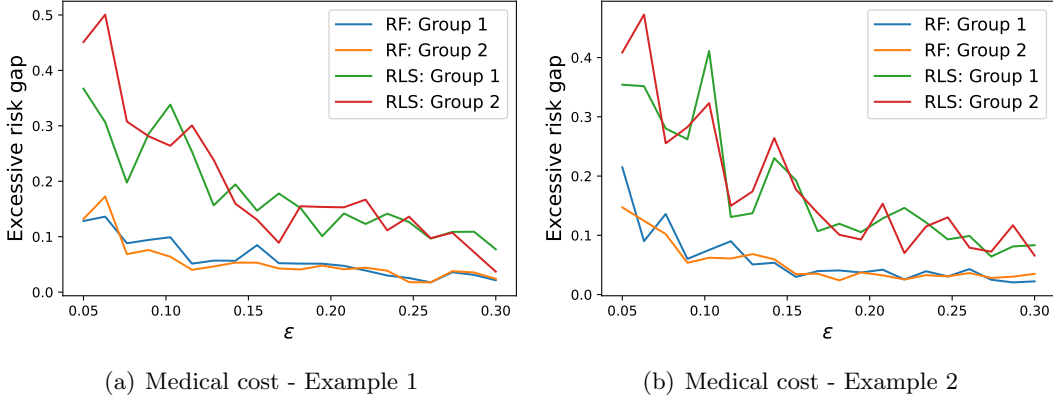 Excessive risk gap
0.5
0.4
0.3
0.2
0.1
0.0
0.05
0.10
0.15
0.20
0.25
0.30
ε
RF: Group 1
RF: Group 2
RLS: Group 1
RLS: Group 2
(a) Medical cost - Example 1
Excessive risk gap
0.4
0.3
0.2
0.1
0.0
0.05
0.10
0.15
0.20
0.25
0.30
ε
RF: Group 1
RF: Group 2
RLS: Group 1
RLS: Group 2
(b) Medical cost - Example 2